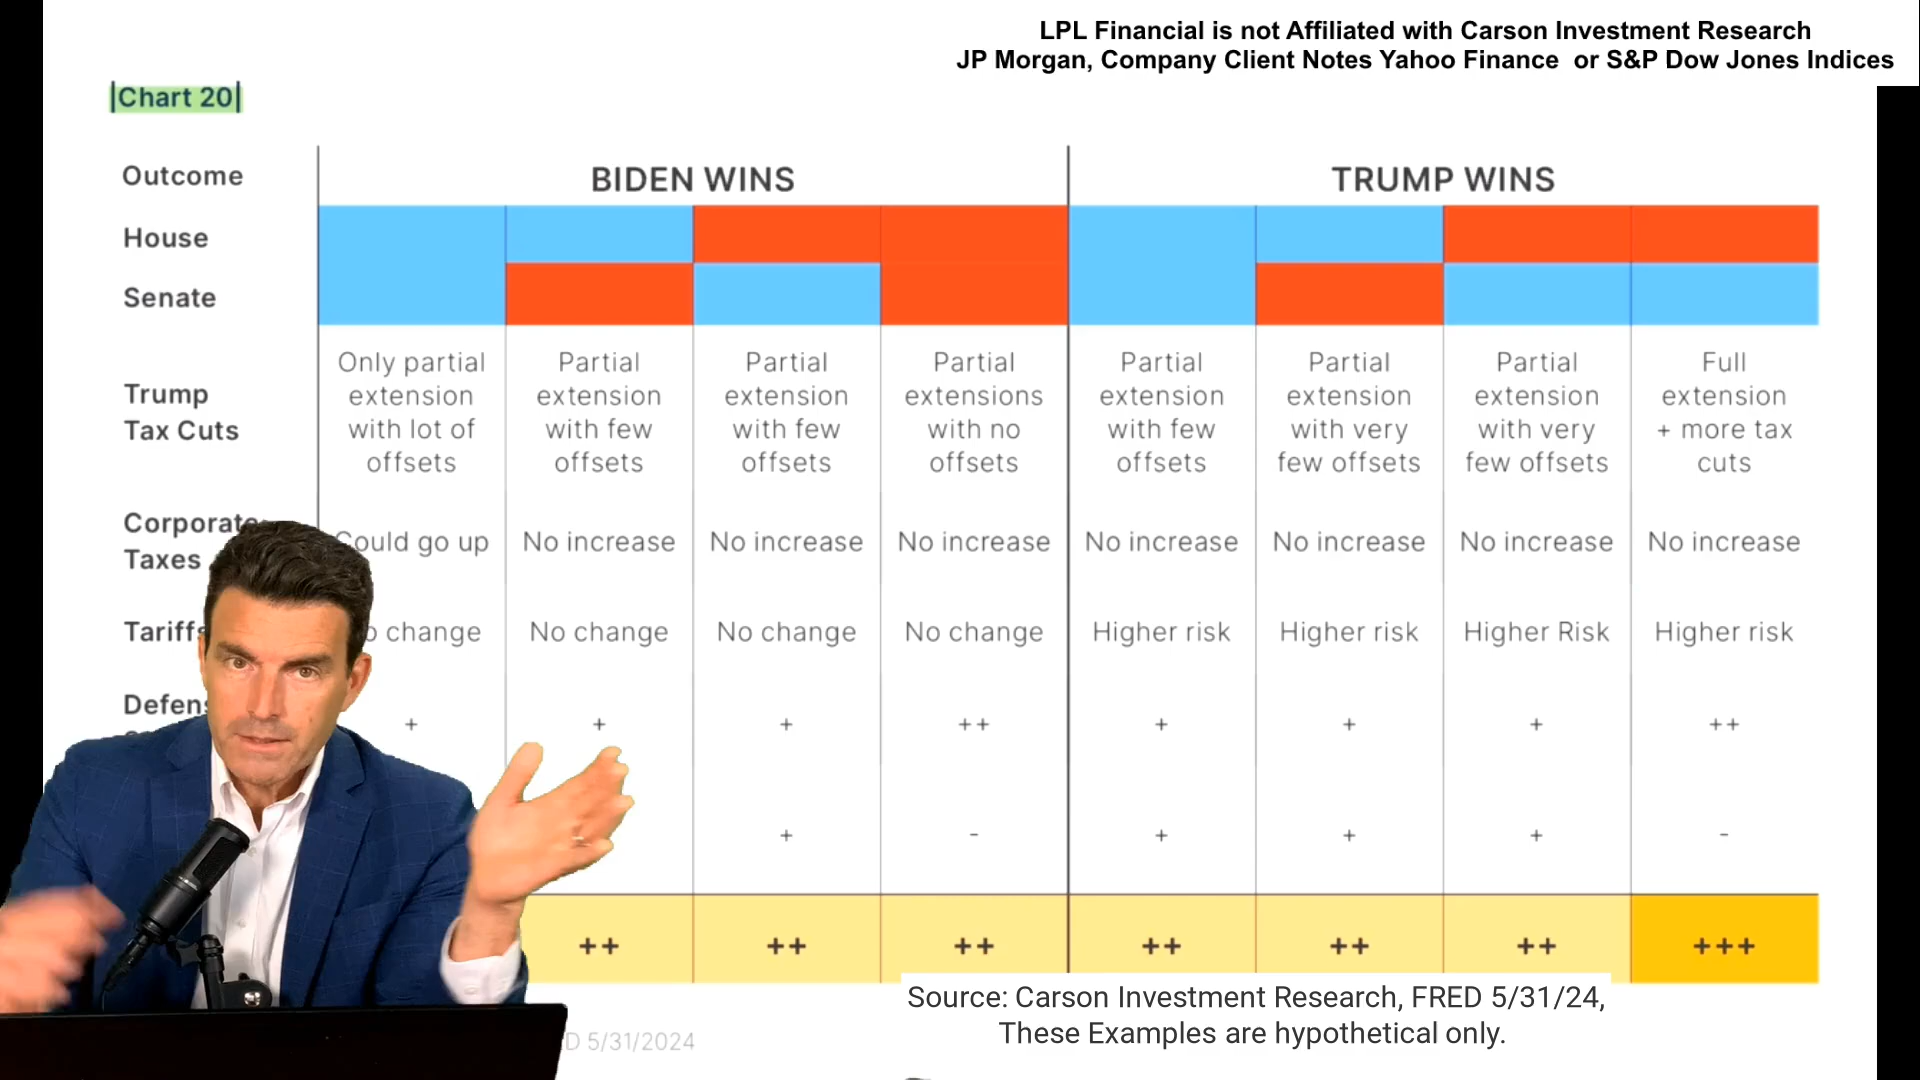 LPL Financial is not Affiliated with Carson Investment Research
JP Morgan, Company Client Notes Yahoo Finance or S&P Dow Jones Indices
|Chart 20|
Outcome
BIDEN WINS
TRUMP WINS
House
Senate
Trump
Tax Cuts
Only partial
extension
with lot of
offsets
Partial
extension
with few
offsets
Partial
extension
with few
offsets
Partial
extensions
with no
offsets
Partial
extension
with few
offsets
Partial
extension
with very
few offsets
Partial
extension
with very
few offsets
Full
extension
+ more tax
cuts
Corporate
Taxes
Could go up
No increase
No increase
No increase
No increase
No increase
No increase
No increase
Tariffs
change
No change
No change
No change
Higher risk
Higher risk
Higher Risk
Higher risk
+
+
+
++
+
+
+
++
+
-
+
+
+
-
++
++
++
++
++
++
+++
Source: Carson Investment Research, FRED 5/31/24,
These Examples are hypothetical only.
5/31/2024